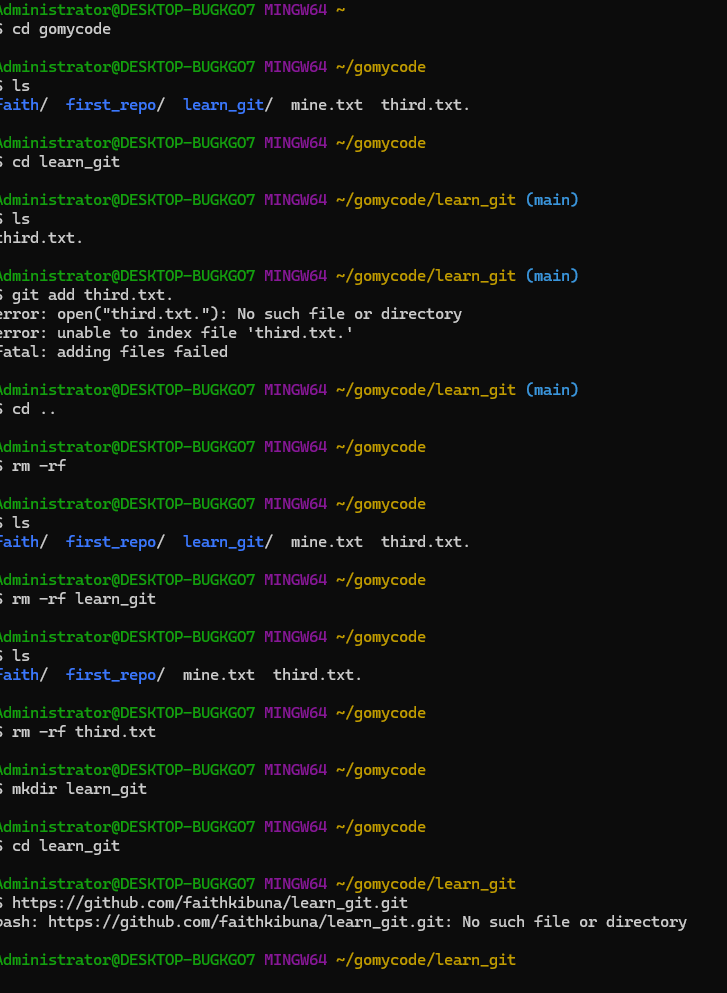 Administrator@DESKTOP-BUGKGO7 MINGW64 ~
$ cd gomycode
Administrator@DESKTOP-BUGKGO7 MINGW64 ~/gomycode
$ ls
Faith/  first_repo/  learn_git/  mine.txt  third.txt.
Administrator@DESKTOP-BUGKGO7 MINGW64 ~/gomycode
$ cd learn_git
Administrator@DESKTOP-BUGKGO7 MINGW64 ~/gomycode/learn_git (main)
$ ls
third.txt.
Administrator@DESKTOP-BUGKGO7 MINGW64 ~/gomycode/learn_git (main)
$ git add third.txt.
error: open("third.txt."): No such file or directory
error: unable to index file 'third.txt.'
fatal: adding files failed
Administrator@DESKTOP-BUGKGO7 MINGW64 ~/gomycode/learn_git (main)
$ cd ..
Administrator@DESKTOP-BUGKGO7 MINGW64 ~/gomycode
$ rm -rf
Administrator@DESKTOP-BUGKGO7 MINGW64 ~/gomycode
$ ls
Faith/  first_repo/  learn_git/  mine.txt  third.txt.
Administrator@DESKTOP-BUGKGO7 MINGW64 ~/gomycode
$ rm -rf learn_git
Administrator@DESKTOP-BUGKGO7 MINGW64 ~/gomycode
$ ls
Faith/  first_repo/  mine.txt  third.txt.
Administrator@DESKTOP-BUGKGO7 MINGW64 ~/gomycode
$ rm -rf third.txt
Administrator@DESKTOP-BUGKGO7 MINGW64 ~/gomycode
$ mkdir learn_git
Administrator@DESKTOP-BUGKGO7 MINGW64 ~/gomycode
$ cd learn_git
Administrator@DESKTOP-BUGKGO7 MINGW64 ~/gomycode/learn_git
$ https://github.com/faithkibuna/learn_git.git
bash: https://github.com/faithkibuna/learn_git.git: No such file or directory
Administrator@DESKTOP-BUGKGO7 MINGW64 ~/gomycode/learn_git